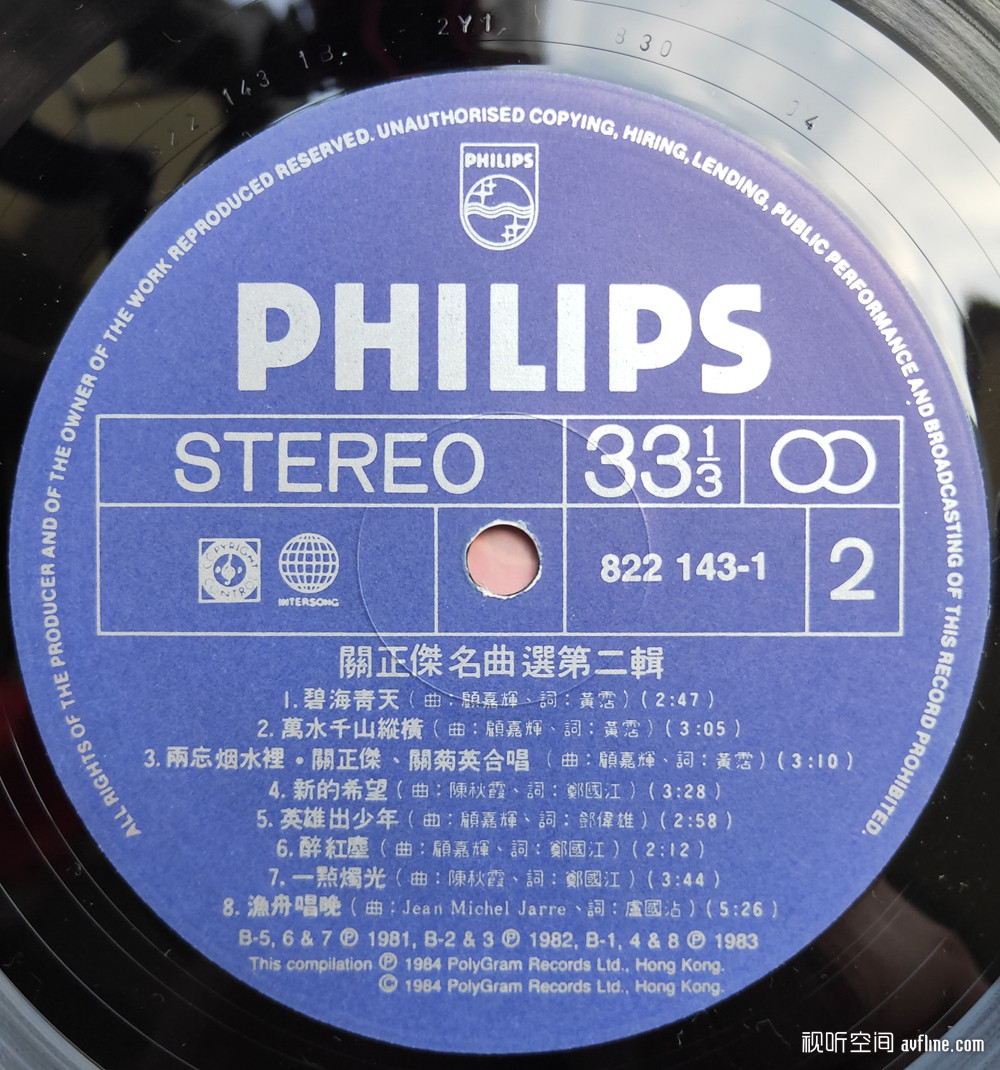 2Y1
830
143 1B.
04
ALL RIGHTS OF THE PRODUCER AND OF THE OWNER OF THE WORK REPRODUCED RESERVED. UNAUTHORISED COPYING, HIRING, LENDING, PUBLIC PERFORMANCE AND BROADCASTING OF THIS RECORD PROHIBITED.
PHILIPS
PHILIPS
STEREO
33 1/3
COPYRIGHT CONTROL
INTERSONG
822 143-1
2
關正傑名曲選第二輯
1. 碧海青天(曲:顧嘉輝、詞:黃霑)(2:47)
2. 萬水千山縱橫(曲:顧嘉輝、詞:黃霑)(3:05)
3. 兩忘烟水裡•關正傑、關菊英合唱(曲:顧嘉輝、詞:黃霑)(3:10)
4. 新的希望(曲:陳秋霞、詞:鄭國江)(3:28)
5. 英雄出少年(曲:顧嘉輝、詞:鄧偉雄)(2:58)
6. 醉紅塵(曲:顧嘉輝、詞:鄭國江)(2:12)
7. 一點燭光(曲:陳秋霞、詞:鄭國江)(3:44)
8. 漁舟唱晚(曲:Jean Michel Jarre、詞:盧國沾)(5:26)
B-5, 6 & 7 Ⓟ 1981, B-2 & 3 Ⓟ 1982, B-1, 4 & 8 Ⓟ 1983
This compilation Ⓟ 1984 PolyGram Records Ltd., Hong Kong.
© 1984 PolyGram Records Ltd., Hong Kong.
视听空间 avfline.com